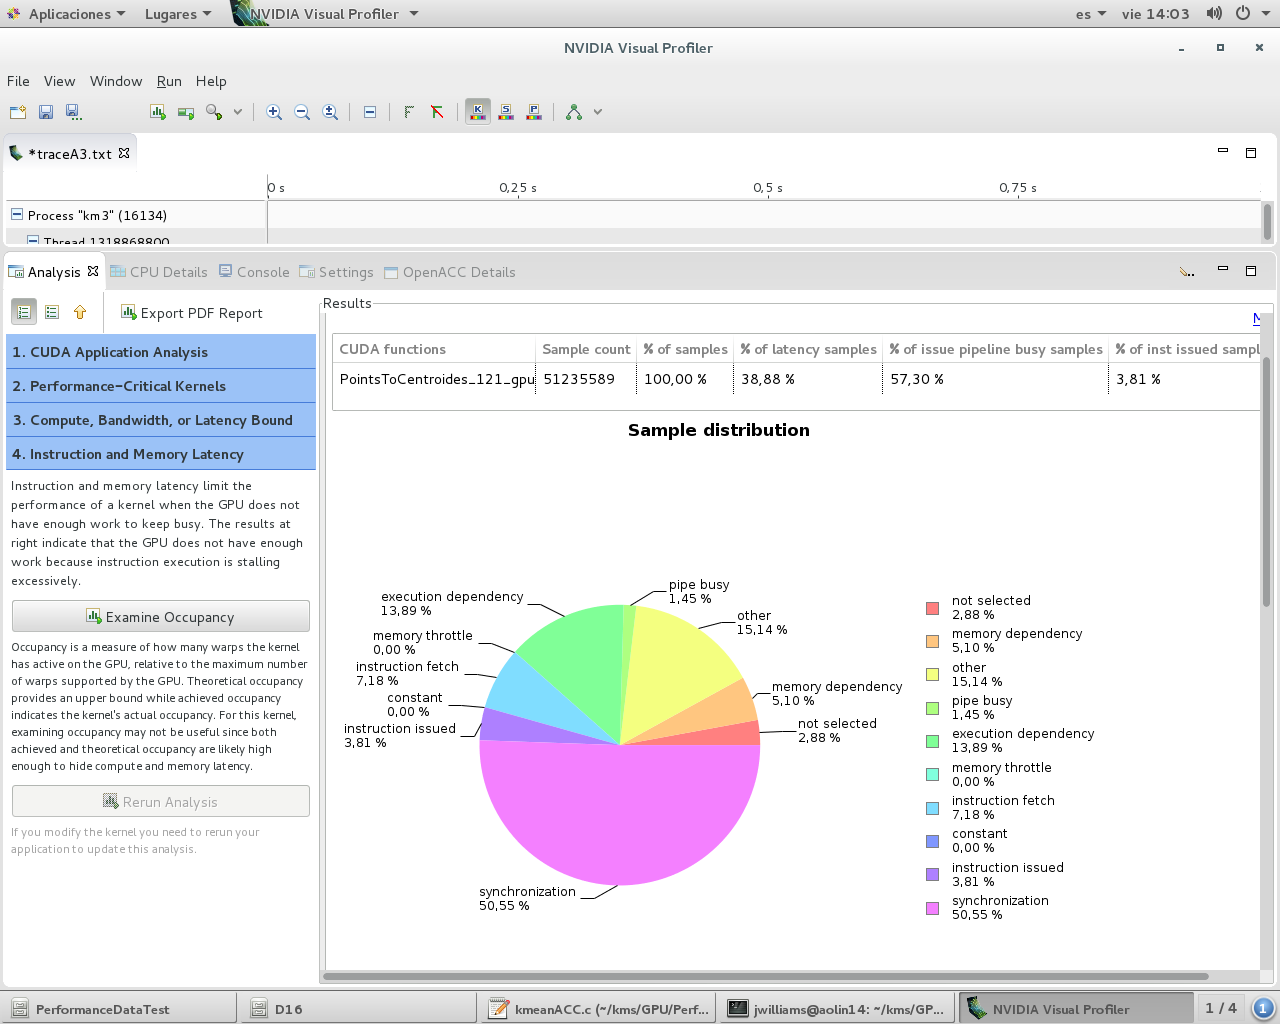 Aplicaciones
Lugares
NVIDIA Visual Profiler
es
vie 14:03
NVIDIA Visual Profiler
File View Window Run Help
K S P
*traceA3.txt
0 s 0,25 s 0,5 s 0,75 s
Process "km3" (16134)
Thread 1318868800
Analysis CPU Details Console Settings OpenACC Details
Export PDF Report
1. CUDA Application Analysis
2. Performance-Critical Kernels
3. Compute, Bandwidth, or Latency Bound
4. Instruction and Memory Latency
Instruction and memory latency limit the
performance of a kernel when the GPU does not
have enough work to keep busy. The results at
right indicate that the GPU does not have enough
work because instruction execution is stalling
excessively.
Examine Occupancy
Occupancy is a measure of how many warps the kernel
has active on the GPU, relative to the maximum number
of warps supported by the GPU. Theoretical occupancy
provides an upper bound while achieved occupancy
indicates the kernel's actual occupancy. For this kernel,
examining occupancy may not be useful since both
achieved and theoretical occupancy are likely high
enough to hide compute and memory latency.
Rerun Analysis
If you modify the kernel you need to rerun your
application to update this analysis.
Results
CUDA functions Sample count % of samples % of latency samples % of issue pipeline busy samples % of inst issued sampl
PointsToCentroides_121_gpu 51235589 100,00 % 38,88 % 57,30 % 3,81 %
Sample distribution
pipe busy
1,45 %
execution dependency
13,89 %
other
15,14 %
memory throttle
0,00 %
instruction fetch
7,18 %
memory dependency
5,10 %
constant
0,00 %
not selected
2,88 %
instruction issued
3,81 %
synchronization
50,55 %
not selected
2,88 %
memory dependency
5,10 %
other
15,14 %
pipe busy
1,45 %
execution dependency
13,89 %
memory throttle
0,00 %
instruction fetch
7,18 %
constant
0,00 %
instruction issued
3,81 %
synchronization
50,55 %
PerformanceDataTest
D16
kmeanACC.c (~/kms/GPU/Perf...
jwilliams@aolin14: ~/kms/GP...
NVIDIA Visual Profiler
1 / 4
1